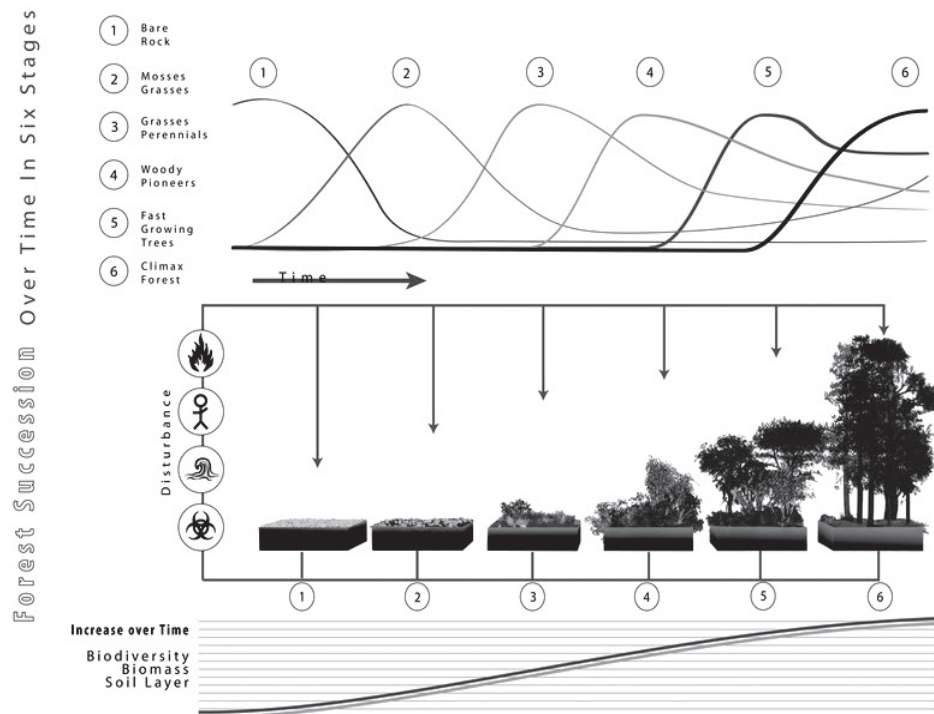 Forest Succession Over Time In Six Stages
1 Bare
Rock
2 Mosses
Grasses
3 Grasses
Perennials
4 Woody
Pioneers
5 Fast
Growing
Trees
6 Climax
Forest
1 2 3 4 5 6
Time
Disturbance
1 2 3 4 5 6
Increase over Time
Biodiversity
Biomass
Soil Layer